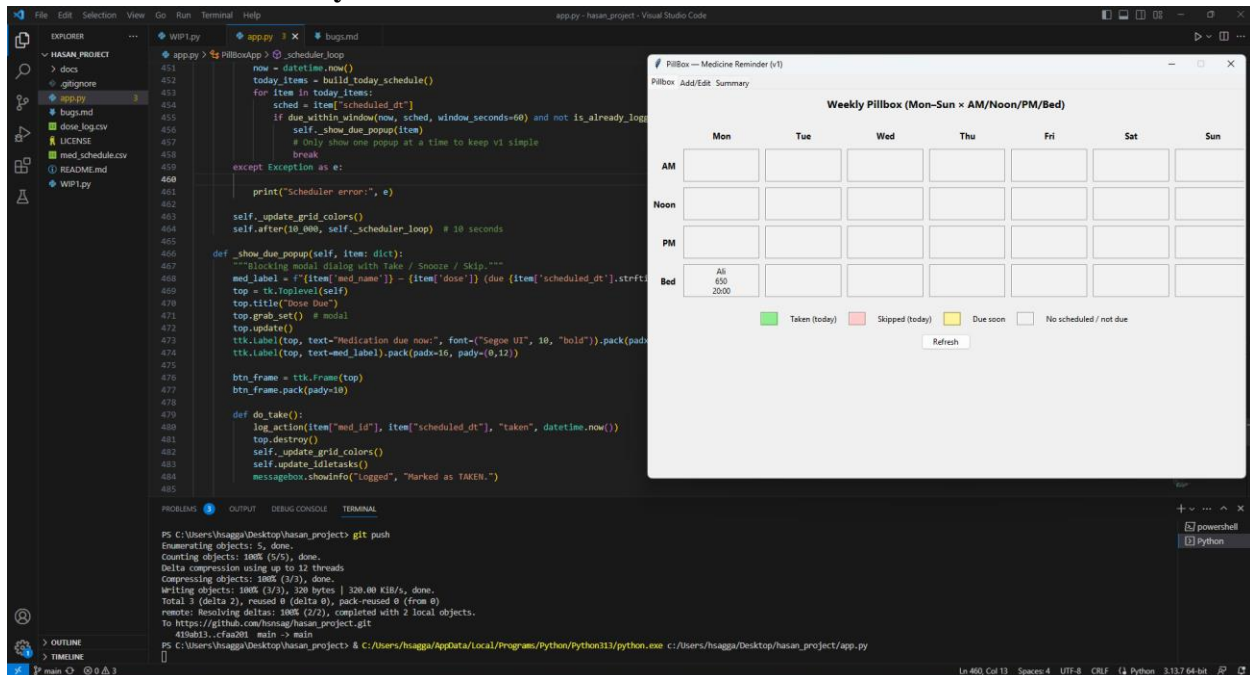 File Edit Selection View Go Run Terminal Help
app.py - hasan_project - Visual Studio Code
EXPLORER
HASAN_PROJECT
docs
.gitignore
app.py 3
bugs.md
dose_log.csv
LICENSE
med_schedule.csv
README.md
WIP1.py
OUTLINE
TIMELINE
WIP1.py
app.py 3
bugs.md
app.py > PillBoxApp > _scheduler_loop
451 now = datetime.now()
452 today_items = build_today_schedule()
453 for item in today_items:
454 sched = item["scheduled_dt"]
455 if due_within_window(now, sched, window_seconds=60) and not is_already_logg
456 self._show_due_popup(item)
457 # Only show one popup at a time to keep v1 simple
458 break
459 except Exception as e:
460
461 print("Scheduler error:", e)
462
463 self._update_grid_colors()
464 self.after(10_000, self._scheduler_loop) # 10 seconds
465
466 def _show_due_popup(self, item: dict):
467 """Blocking modal dialog with Take / Snooze / Skip."""
468 med_label = f"{item['med_name']} — {item['dose']} (due {item['scheduled_dt'].strfti
469 top = tk.Toplevel(self)
470 top.title("Dose Due")
471 top.grab_set() # modal
472 top.update()
473 ttk.Label(top, text="Medication due now:", font=("Segoe UI", 10, "bold")).pack(padx
474 ttk.Label(top, text=med_label).pack(padx=16, pady=(0,12))
475
476 btn_frame = ttk.Frame(top)
477 btn_frame.pack(pady=10)
478
479 def do_take():
480 log_action(item["med_id"], item["scheduled_dt"], "taken", datetime.now())
481 top.destroy()
482 self._update_grid_colors()
483 self.update_idletasks()
484 messagebox.showinfo("Logged", "Marked as TAKEN.")
485
PillBox — Medicine Reminder (v1)
Pillbox Add/Edit Summary
Weekly Pillbox (Mon–Sun × AM/Noon/PM/Bed)
Mon Tue Wed Thu Fri Sat Sun
AM
Noon
PM
Bed
Ali
650
20:00
Taken (today) Skipped (today) Due soon No scheduled / not due
Refresh
PROBLEMS 3 OUTPUT DEBUG CONSOLE TERMINAL
powershell
Python
PS C:\Users\hsagga\Desktop\hasan_project> git push
Enumerating objects: 5, done.
Counting objects: 100% (5/5), done.
Delta compression using up to 12 threads
Compressing objects: 100% (3/3), done.
Writing objects: 100% (3/3), 320 bytes | 320.00 KiB/s, done.
Total 3 (delta 2), reused 0 (delta 0), pack-reused 0 (from 0)
remote: Resolving deltas: 100% (2/2), completed with 2 local objects.
To https://github.com/hsnsag/hasan_project.git
419ab13..cfaa201 main -> main
PS C:\Users\hsagga\Desktop\hasan_project> & C:/Users/hsagga/AppData/Local/Programs/Python/Python313/python.exe c:/Users/hsagga/Desktop/hasan_project/app.py
main 0 3
Ln 460, Col 13 Spaces: 4 UTF-8 CRLF Python 3.13.7 64-bit